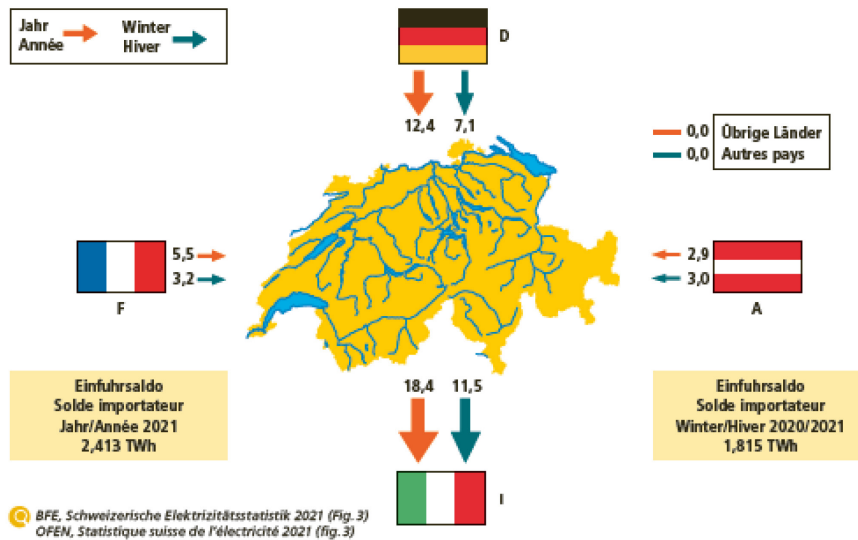 Jahr
Année
Winter
Hiver
D
12,4
7,1
0,0
0,0
Übrige Länder
Autres pays
5,5
3,2
F
2,9
3,0
A
18,4
11,5
Einfuhrsaldo
Solde importateur
Jahr/Année 2021
2,413 TWh
Einfuhrsaldo
Solde importateur
Winter/Hiver 2020/2021
1,815 TWh
I
BFE, Schweizerische Elektrizitätsstatistik 2021 (Fig. 3)
OFEN, Statistique suisse de l'électricité 2021 (fig. 3)